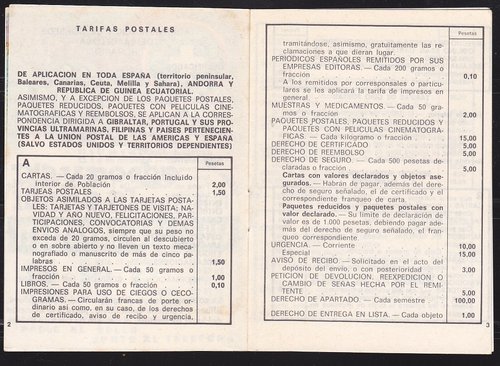 TARIFAS POSTALES
DE APLICACION EN TODA ESPAÑA (territorio peninsular,
Baleares, Canarias, Ceuta, Melilla y Sahara), ANDORRA Y
REPUBLICA DE GUINEA ECUATORIAL.
ASIMISMO, Y A EXCEPCION DE LOS PAQUETES POSTALES,
PAQUETES REDUCIDOS, PAQUETES CON PELICULAS CINE-
MATOGRAFICAS Y REEMBOLSOS, SE APLICAN A LA CORRES-
PONDENCIA DIRIGIDA A GIBRALTAR, PORTUGAL Y SUS PRO-
VINCIAS ULTRAMARINAS, FILIPINAS Y PAISES PERTENECIEN-
TES A LA UNION POSTAL DE LAS AMERICAS Y ESPAÑA
(SALVO ESTADOS UNIDOS Y TERRITORIOS DEPENDIENTES)
A
Pesetas
CARTAS. — Cada 20 gramos o fracción Incluido
interior de Población 2,00
TARJEAS POSTALES 1,50
OBJETOS ASIMILADOS A LAS TARJETAS POSTA-
LES: TARJETAS Y TARJETONES DE VISITA; NA-
VIDAD Y AÑO NUEVO, FELICITACIONES, PAR-
TICIPACIONES, CONVOCATORIAS Y DEMAS
ENVIOS ANALOGOS, siempre que su peso no
exceda de 20 gramos, circulen al descubierto
o en sobre abierto y no lleven un texto meca-
nografiado o manuscrito de más de cinco pa-
labras 1,50
IMPRESOS EN GENERAL. — Cada 50 gramos o
fracción 1,00
LIBROS. — Cada 50 gramos o fracción 0,10
IMPRESIONES PARA USO DE CIEGOS O CECO-
GRAMAS. — Circularán francas de porte ord-
inario así como, en su caso, de los derechos
de certificado, aviso de recibo y urgencia,
2
Pesetas
tramitándose, asimismo, gratuitamente las re-
clamaciones a que dieran lugar.
PERIODICOS ESPAÑOLES REMITIDOS POR SUS
EMPRESAS EDITORAS. — Cada 200 gramos o
fracción 0,10
A los remitidos por corresponsales o particu-
lares se les aplicará la tarifa de impresos en
general.
MUESTRAS Y MEDICAMENTOS. — Cada 50 gra-
mos o fracción 2,00
PAQUETES POSTALES, PAQUETES REDUCIDOS Y
PAQUETES CON PELICULAS CINEMATOGRA-
FICAS. — Cada kilogramo o fracción 15,00
DERECHO DE CERTIFICADO 5,00
DERECHO DE REEMBOLSO 5,00
DERECHO DE SEGURO. — Cada 500 pesetas de-
claradas o fracción 5,00
Cartas con valores declarados y objetos ase-
gurados. — Habran de pagar, además del dere-
cho de seguro señalado, el de certificado y el
correspondiente franqueo de carta.
Paquetes reducidos y paquetes postales con
valor declarado. — Su límite de declaración de
valor es de 1.000 pesetas, debiendo pagar ade-
más del derecho de seguro señalado, el fran-
queo correspondiente.
URGENCIA. — Corriente 10,00
Especial 15,00
AVISO DE RECIBO. — Solicitado en el acto del
depósito del envío, o con posterioridad 3,00
PETICION DE DEVOLUCION, REEXPEDICION O
CAMBIO DE SEÑAS HECHA POR EL REMI-
TENTE 5,00
DERECHO DE APARTADO. — Cada semestre 100,00
DERECHO DE ENTREGA EN LISTA. — Cada objeto 1,00
3